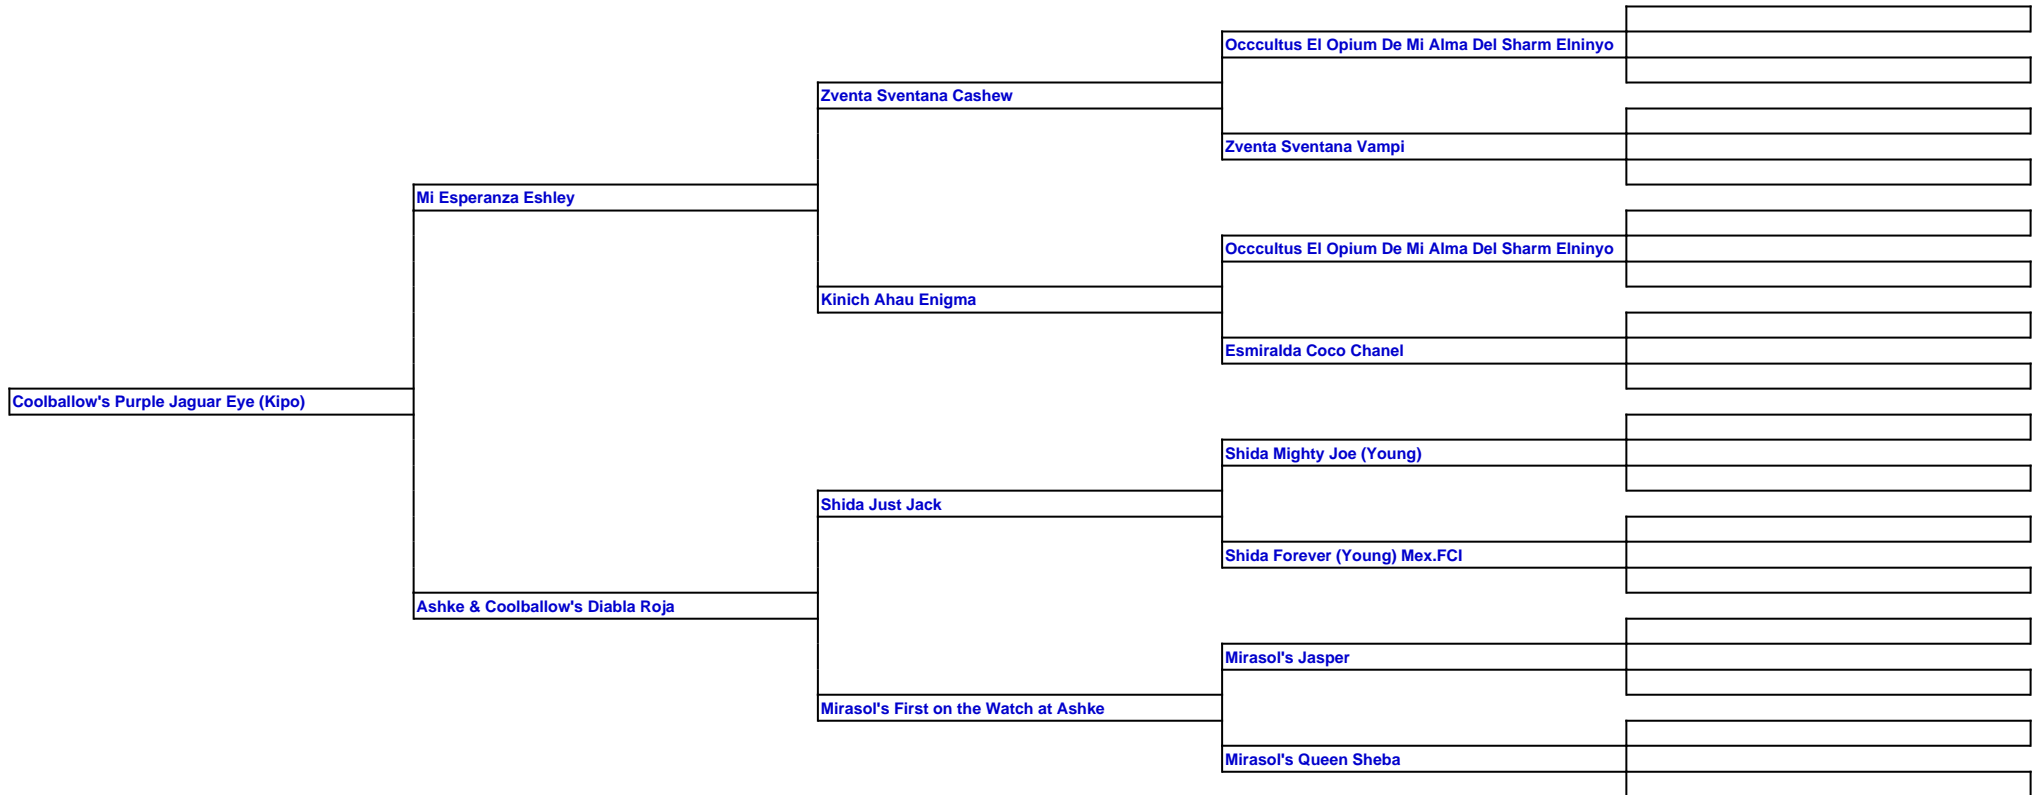 Occcultus El Opium De Mi Alma Del Sharm Elninyo
Zventa Sventana Cashew
Zventa Sventana Vampi
Mi Esperanza Eshley
Occcultus El Opium De Mi Alma Del Sharm Elninyo
Kinich Ahau Enigma
Esmiralda Coco Chanel
Coolballow's Purple Jaguar Eye (Kipo)
Shida Mighty Joe (Young)
Shida Just Jack
Shida Forever (Young) Mex.FCI
Ashke & Coolballow's Diabla Roja
Mirasol's Jasper
Mirasol's First on the Watch at Ashke
Mirasol's Queen Sheba